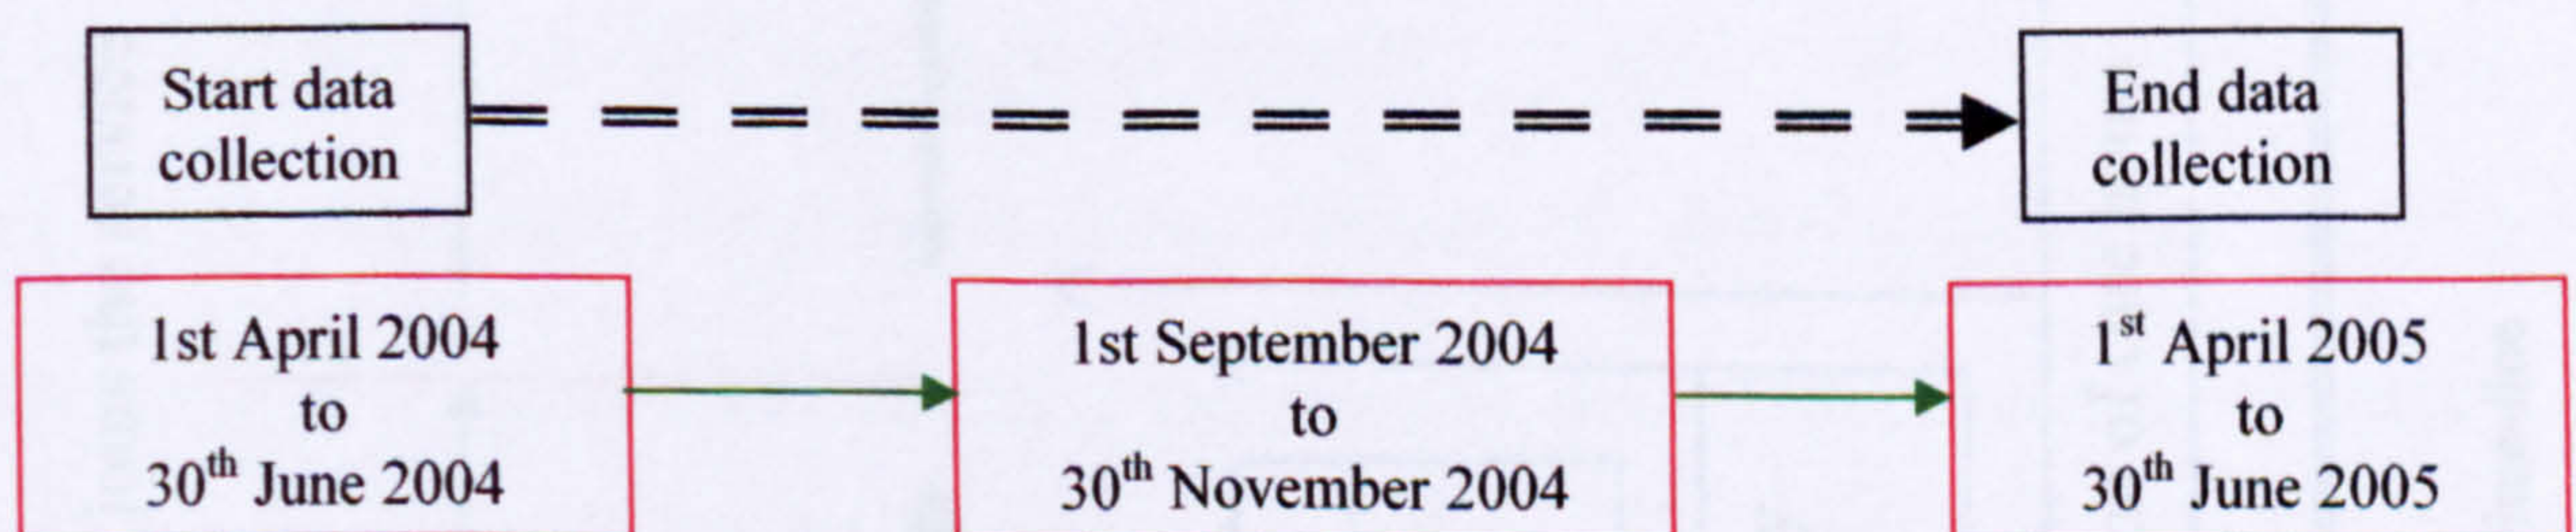 Start data
collection
End data
collection
1st April 2004
to
30th June 2004
1st September 2004
to
30th November 2004
1st April 2005
to
30th June 2005